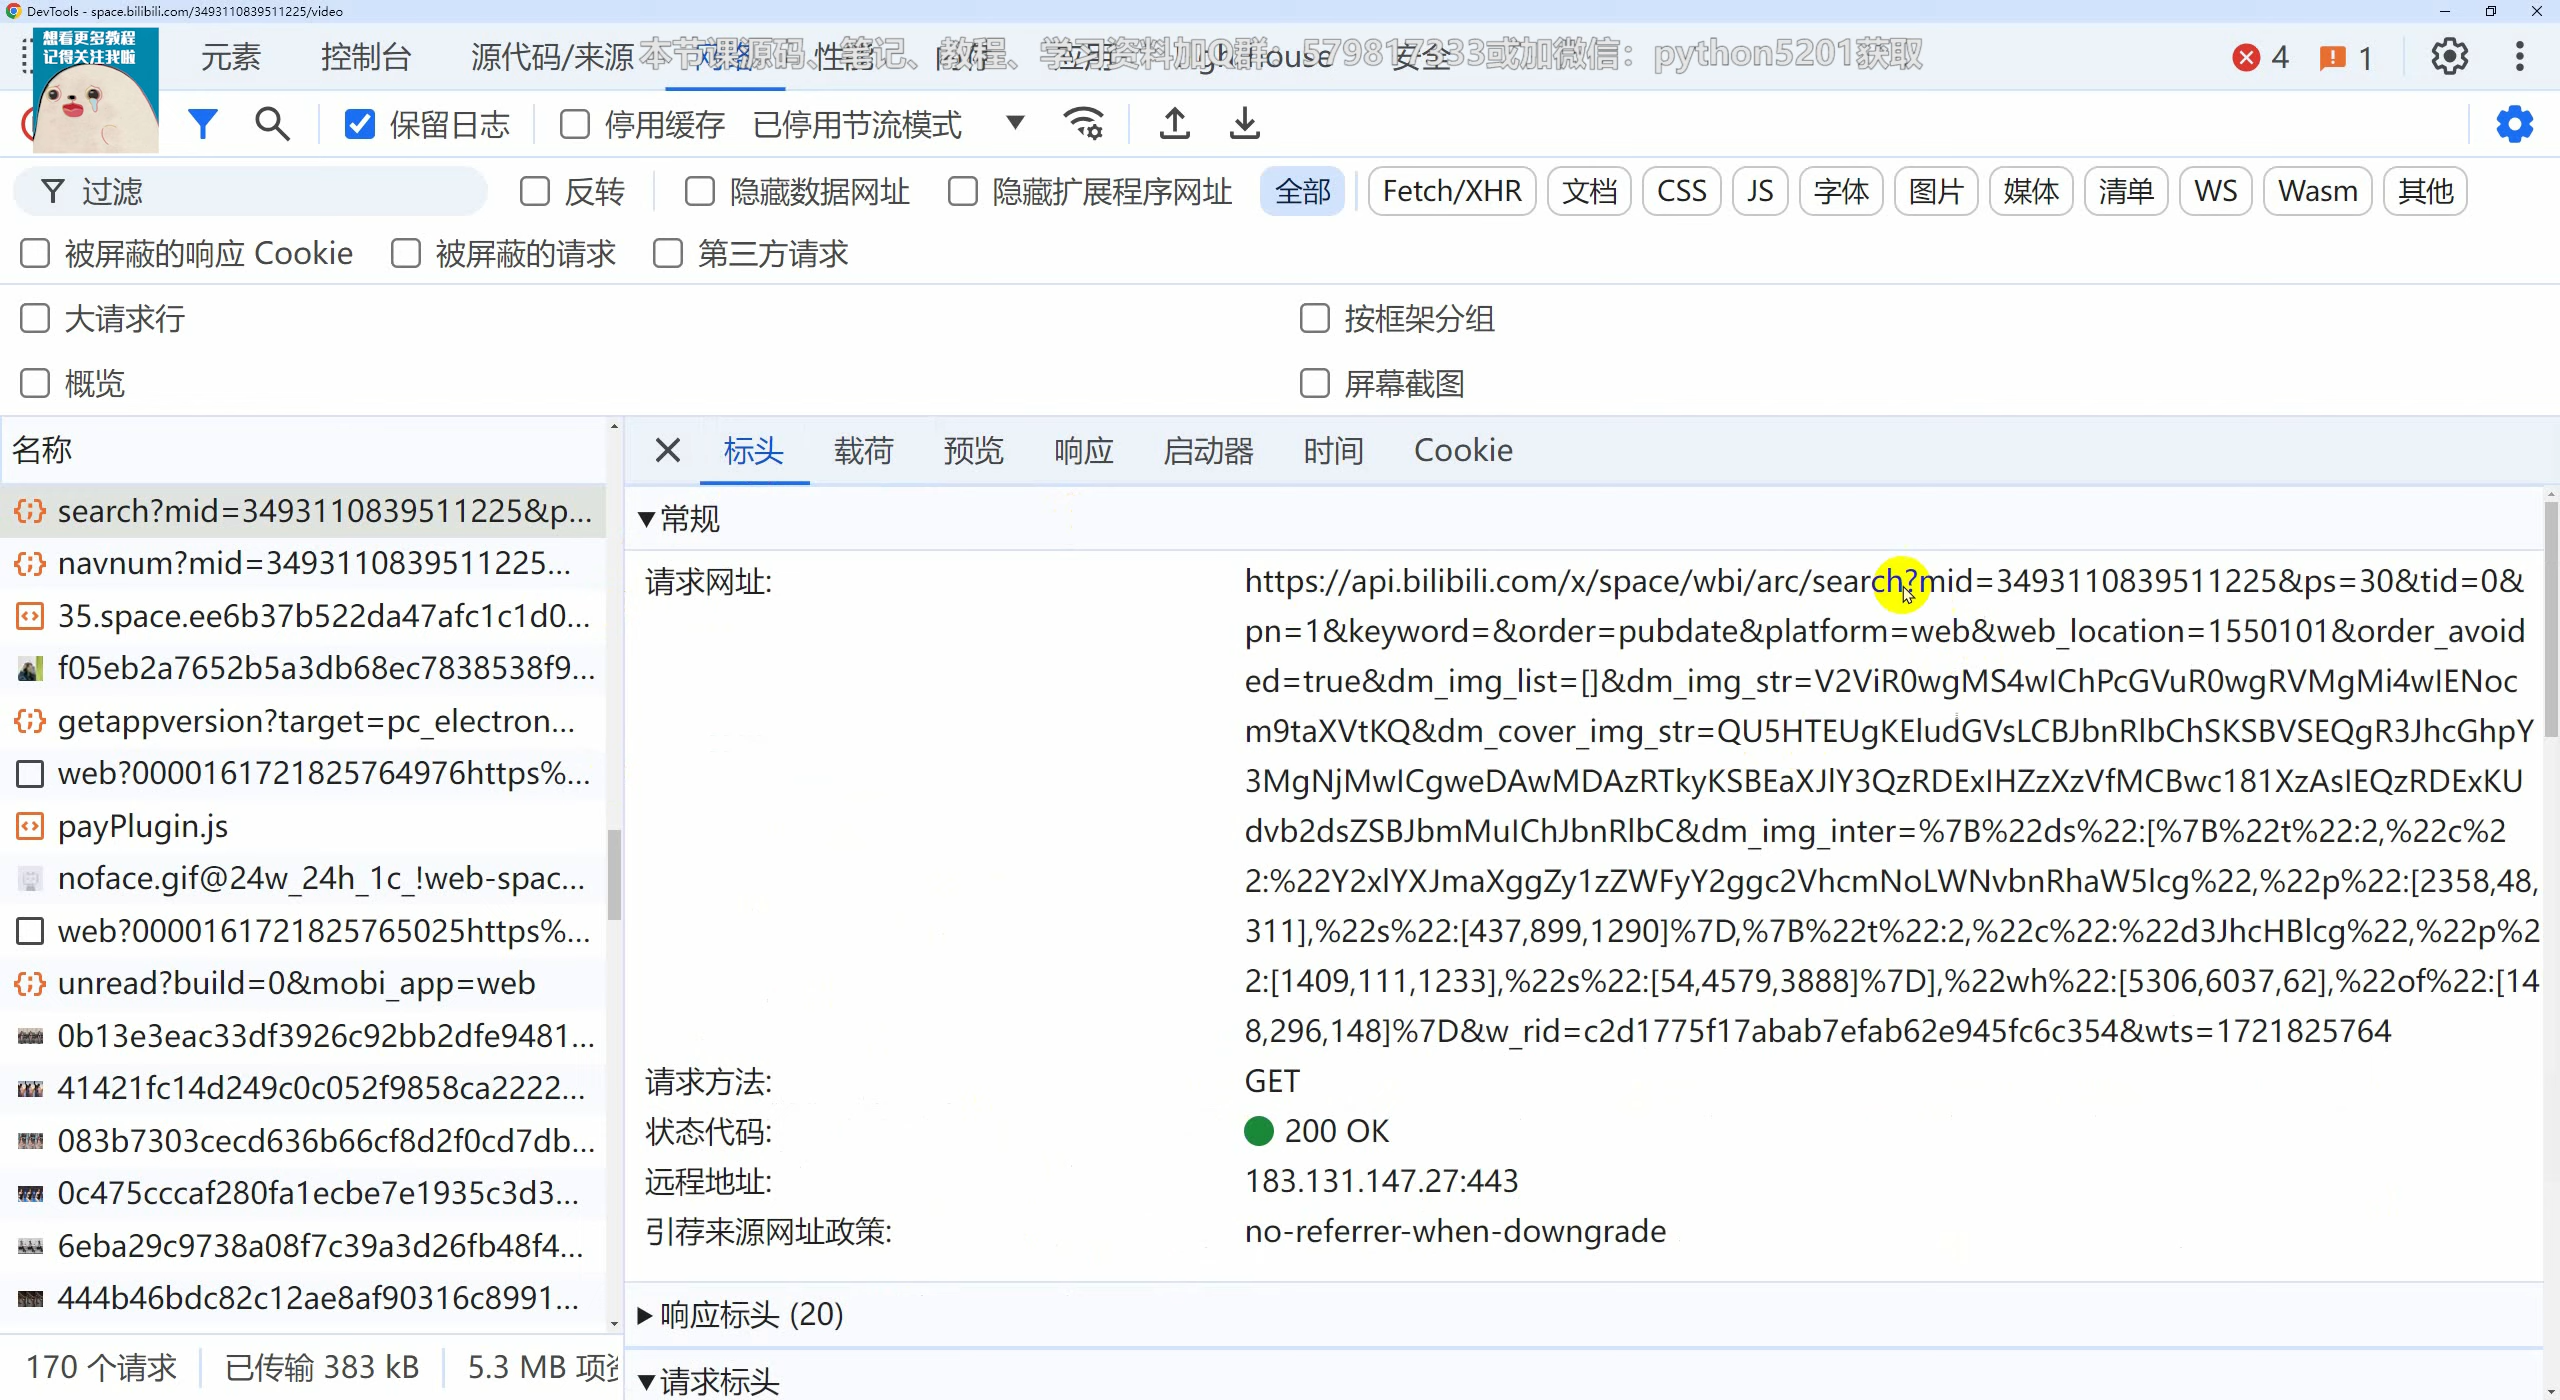 DevTools - space.bilibili.com/3493110839511225/video
想看更多教程
记得关注我啦
元素 控制台 源代码/来源 网络 性能 内存 应用 Lighthouse 安全 4 1
本节课源码、笔记、教程、学习资料加Q群：579817333或加微信：python5201获取
保留日志 停用缓存 已停用节流模式
过滤 反转 隐藏数据网址 隐藏扩展程序网址 全部 Fetch/XHR 文档 CSS JS 字体 图片 媒体 清单 WS Wasm 其他
被屏蔽的响应 Cookie 被屏蔽的请求 第三方请求
大请求行 按框架分组
概览 屏幕截图
名称
search?mid=3493110839511225&p...
navnum?mid=3493110839511225...
35.space.ee6b37b522da47afc1c1d0...
f05eb2a7652b5a3db68ec7838538f9...
getappversion?target=pc_electron...
web?0000161721825764976https%...
payPlugin.js
noface.gif@24w_24h_1c_!web-spac...
web?0000161721825765025https%...
unread?build=0&mobi_app=web
0b13e3eac33df3926c92bb2dfe9481...
41421fc14d249c0c052f9858ca2222...
083b7303cecd636b66cf8d2f0cd7db...
0c475cccaf280fa1ecbe7e1935c3d3...
6eba29c9738a08f7c39a3d26fb48f4...
444b46bdc82c12ae8af90316c8991...
170 个请求 已传输 383 kB 5.3 MB 项
标头 载荷 预览 响应 启动器 时间 Cookie
常规
请求网址:
https://api.bilibili.com/x/space/wbi/arc/search?mid=3493110839511225&ps=30&tid=0&
pn=1&keyword=&order=pubdate&platform=web&web_location=1550101&order_avoid
ed=true&dm_img_list=[]&dm_img_str=V2ViR0wgMS4wIChPcGVuR0wgRVMgMi4wIENoc
m9taXVtKQ&dm_cover_img_str=QU5HTEUgKEludGVsLCBJbnRlbChSKSBVSEQgR3JhcGhpY
3MgNjMwICgweDAwMDAzRTkyKSBEaXJlY3QzRDExIHZzXzVfMCBwc181XzAsIEQzRDExKU
dvb2dsZSBJbmMuIChJbnRlbC&dm_img_inter=%7B%22ds%22:[%7B%22t%22:2,%22c%2
2:%22Y2xlYXJmaXggZy1zZWFyY2ggc2VhcmNoLWNvbnRhaW5lcg%22,%22p%22:[2358,48,
311],%22s%22:[437,899,1290]%7D,%7B%22t%22:2,%22c%22:%22d3JhcHBlcg%22,%22p%2
2:[1409,111,1233],%22s%22:[54,4579,3888]%7D],%22wh%22:[5306,6037,62],%22of%22:[14
8,296,148]%7D&w_rid=c2d1775f17abab7efab62e945fc6c354&wts=1721825764
请求方法: GET
状态代码: 200 OK
远程地址: 183.131.147.27:443
引荐来源网址政策: no-referrer-when-downgrade
响应标头 (20)
请求标头